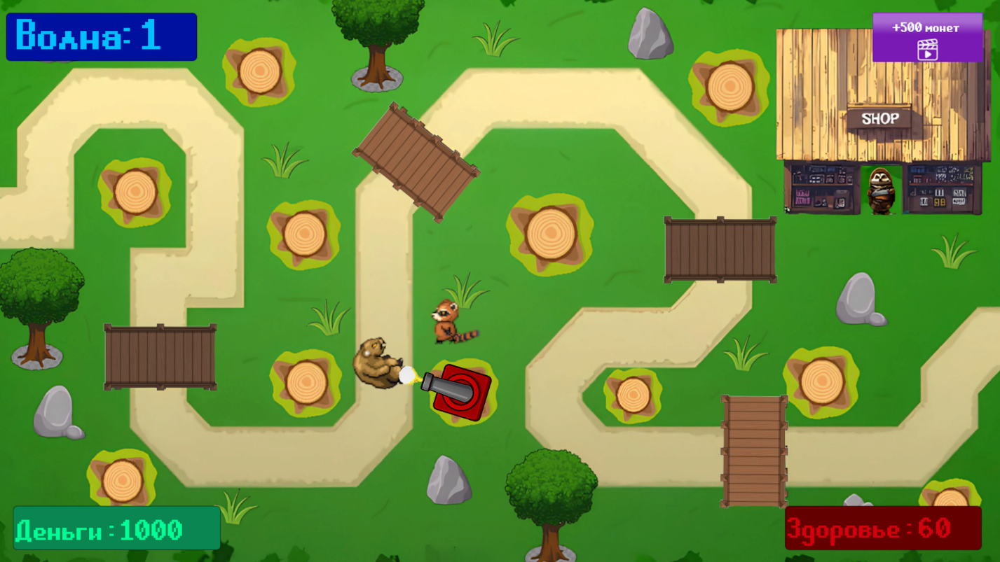 Волна: 1
+500 монет
SHOP
Деньги : 1000
Здоровье : 60